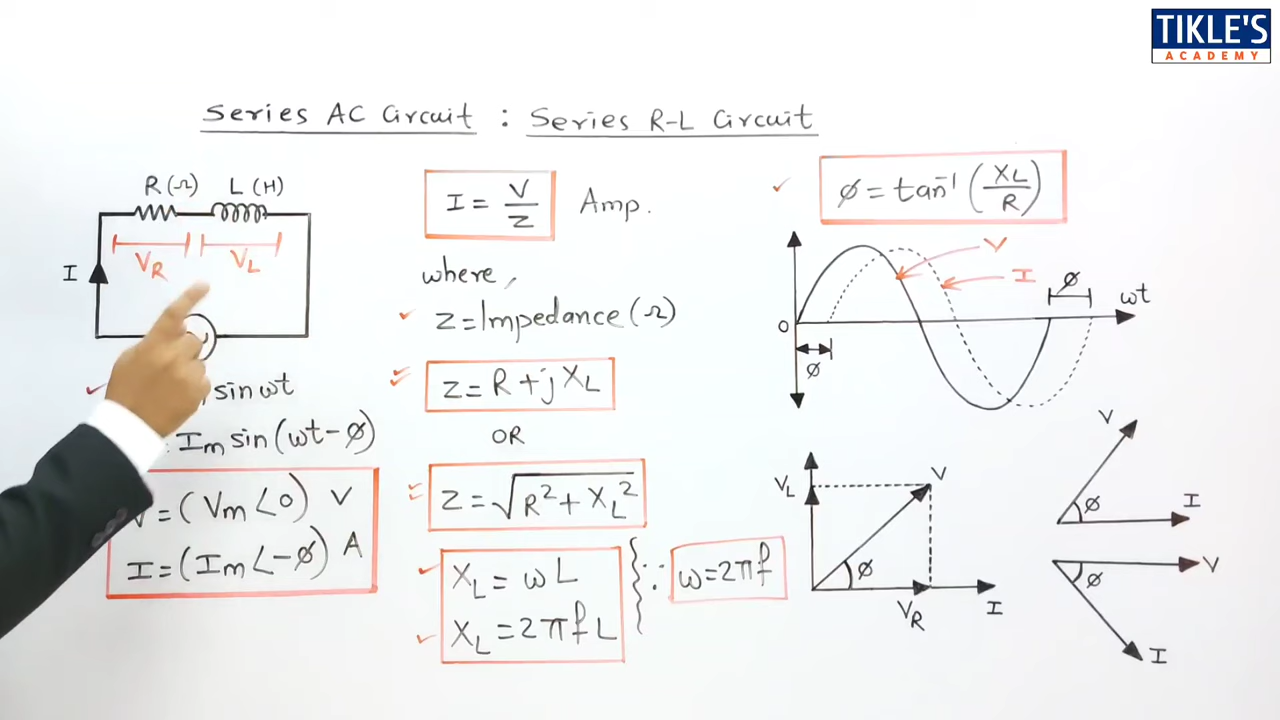 TIKLE'S
ACADEMY
Series AC Circuit : Series R-L Circuit
R(Ω) L (H)
VR VL
I
sin ωt
Im sin (ωt - ϕ)
V = (Vm ∠0) V
I = (Im ∠-ϕ) A
I = V/Z Amp.
where,
Z = Impedance (Ω)
Z = R + j XL
OR
Z = √R² + XL²
XL = ωL
XL = 2πfL
∵ ω = 2πf
ϕ = tan⁻¹ (XL/R)
V
I
ϕ
ωt
0
ϕ
VL
V
ϕ
VR
I
V
ϕ
I
V
ϕ
I